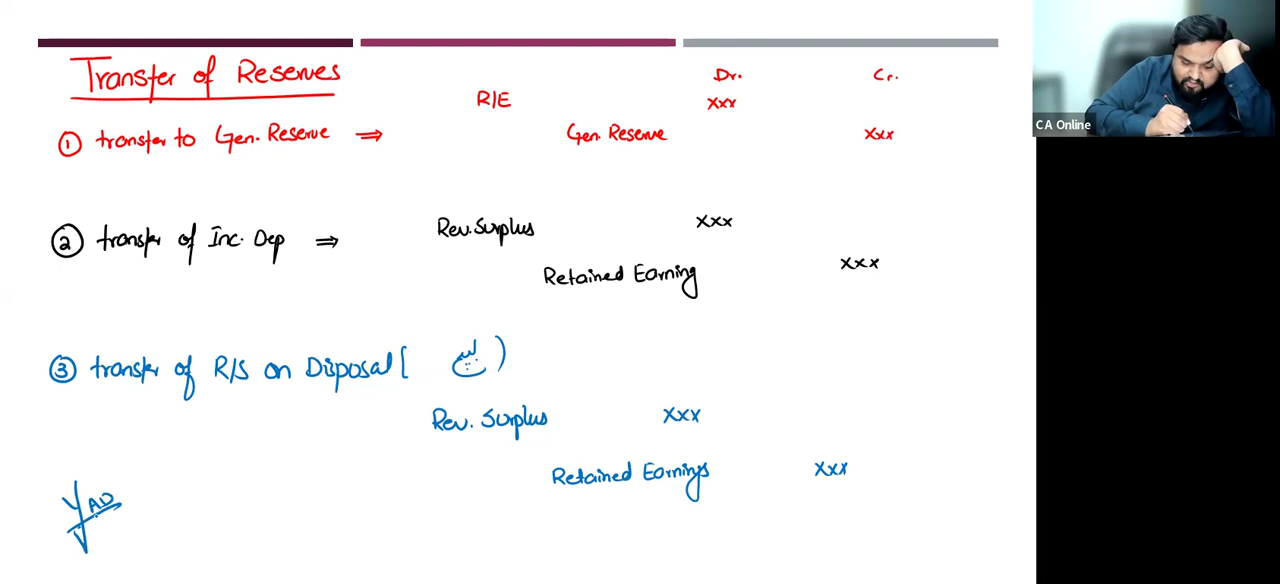 Transfer of Reserves
Dr. Cr.
R/E xxx
① transfer to Gen. Reserve ⇒ Gen. Reserve xxx
② transfer of Inc. Dep ⇒ Rev. Surplus xxx
Retained Earning xxx
③ transfer of R/S on Disposal ( )
Rev. Surplus xxx
Retained Earnings xxx
YAD
CA Online